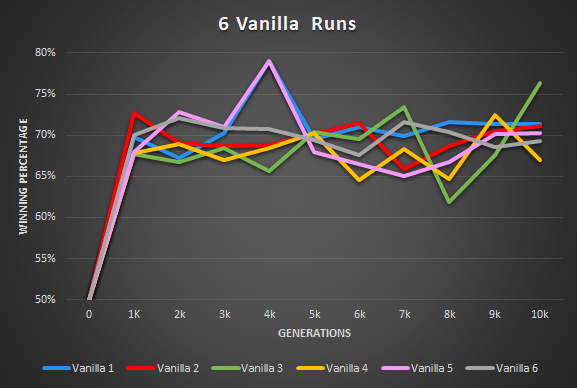 6 Vanilla Runs
80%
75%
70%
65%
60%
55%
50%
WINNING PERCENTAGE
0 1K 2k 3k 4k 5k 6k 7k 8k 9k 10k
GENERATIONS
Vanilla 1 Vanilla 2 Vanilla 3 Vanilla 4 Vanilla 5 Vanilla 6